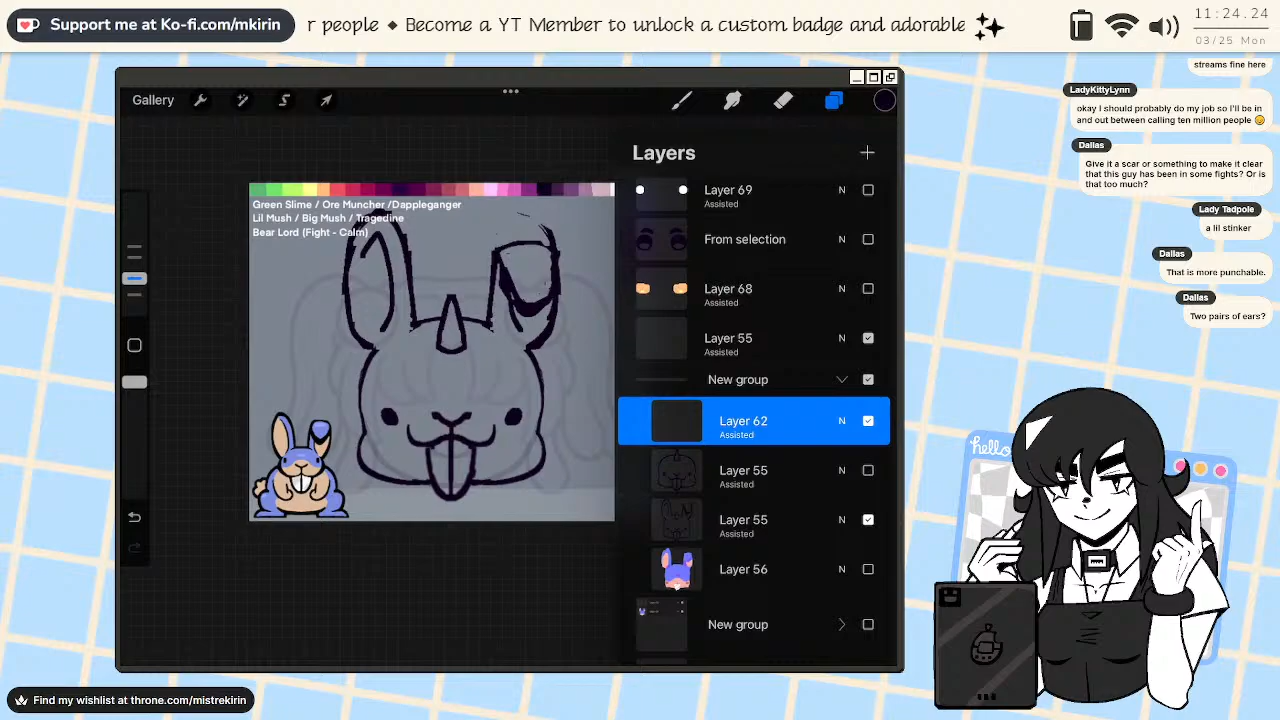 Support me at Ko-fi.com/mkirin
r people ◆ Become a YT Member to unlock a custom badge and adorable
11:24.24
03/25 Mon
Gallery
Layers
Layer 69
N
Assisted
From selection
N
Layer 68
N
Assisted
Layer 55
N
Assisted
New group
Layer 62
N
Assisted
Layer 55
N
Assisted
Layer 55
N
Assisted
Layer 56
N
New group
Green Slime / Ore Muncher /Dappleganger
Lil Mush / Big Mush / Tragedine
Bear Lord (Fight - Calm)
streams fine here
LadyKittyLynn
okay I should probably do my job so I'll be in
and out between calling ten million people
Dallas
Give it a scar or something to make it clear
that this guy has been in some fights? Or is
that too much?
Lady Tadpole
a lil stinker
Dallas
That is more punchable.
Dallas
Two pairs of ears?
hello
Find my wishlist at throne.com/mistrekirin